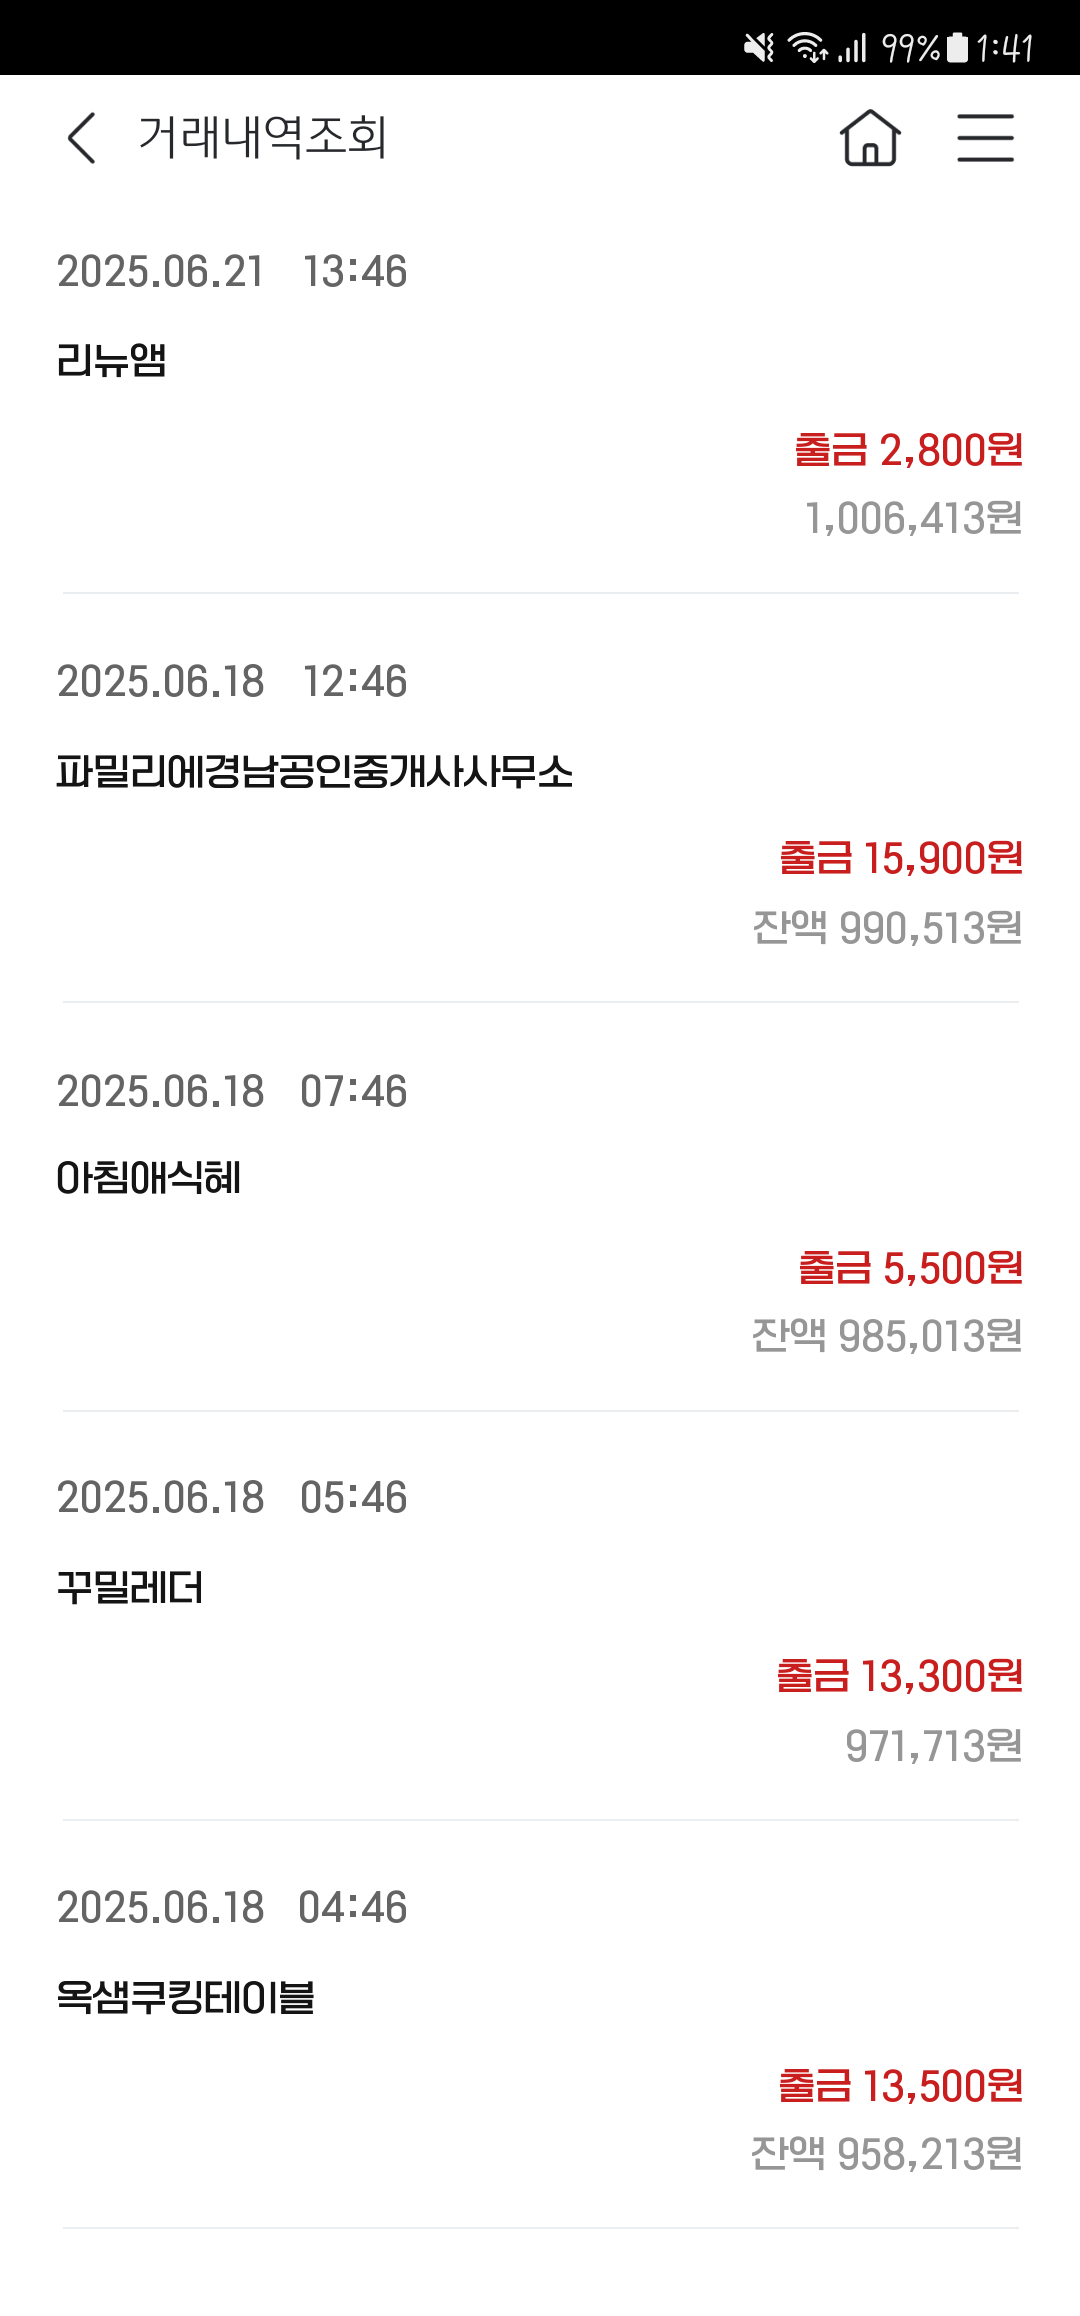 99% 1:41
거래내역조회
2025.06.21 13:46
리뉴앰
출금 2,800원
1,006,413원
2025.06.18 12:46
파밀리에경남공인중개사사무소
출금 15,900원
잔액 990,513원
2025.06.18 07:46
아침애식혜
출금 5,500원
잔액 985,013원
2025.06.18 05:46
꾸밀레더
출금 13,300원
971,713원
2025.06.18 04:46
옥샘쿠킹테이블
출금 13,500원
잔액 958,213원